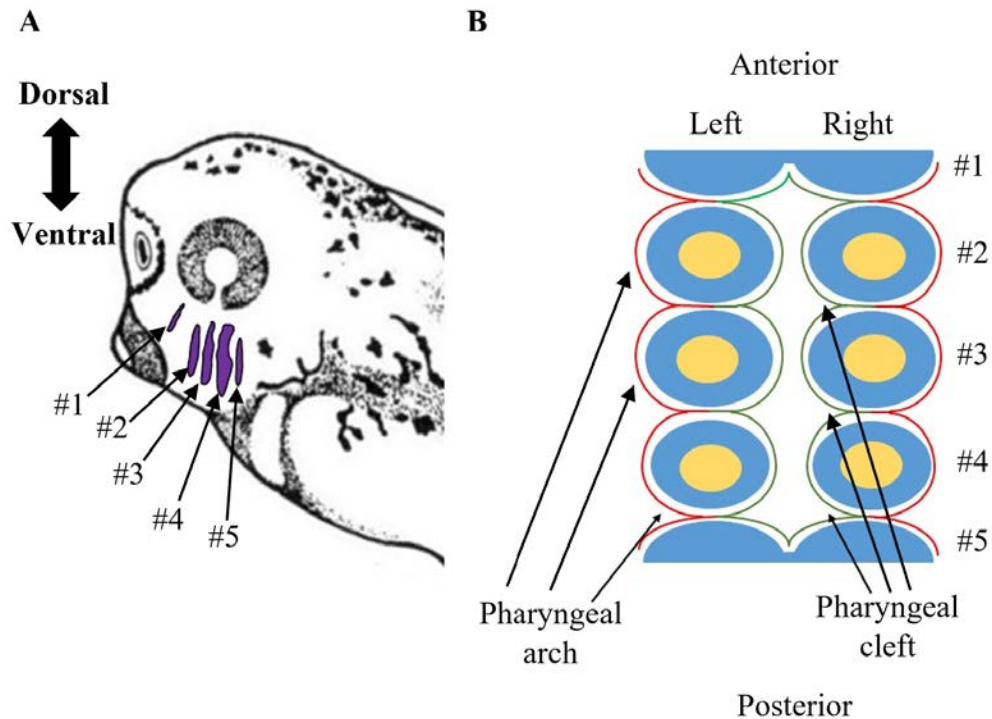 A
Dorsal
Ventral
#1
#2
#3
#4
#5
B
Anterior
Left Right
#1
#2
#3
#4
#5
Pharyngeal
arch
Pharyngeal
cleft
Posterior